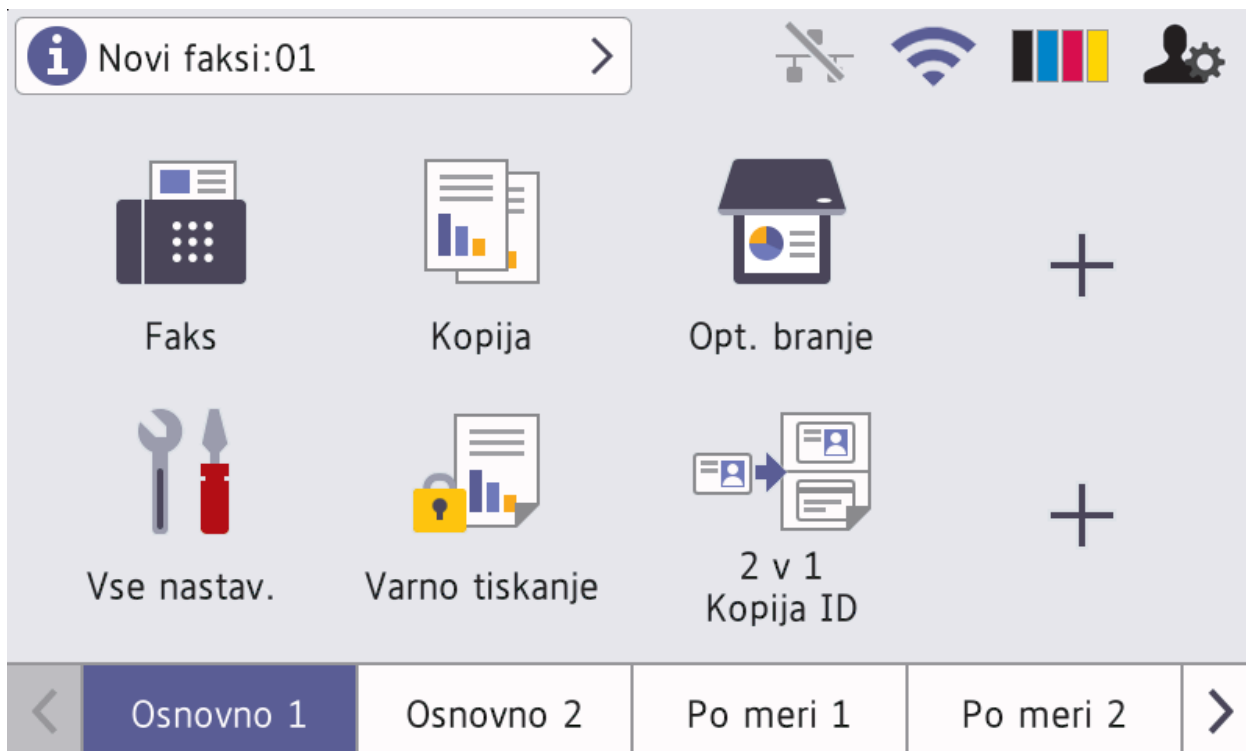 Novi faksi:01
Faks
Kopija
Opt. branje
Vse nastav.
Varno tiskanje
2 v 1
Kopija ID
Osnovno 1
Osnovno 2
Po meri 1
Po meri 2